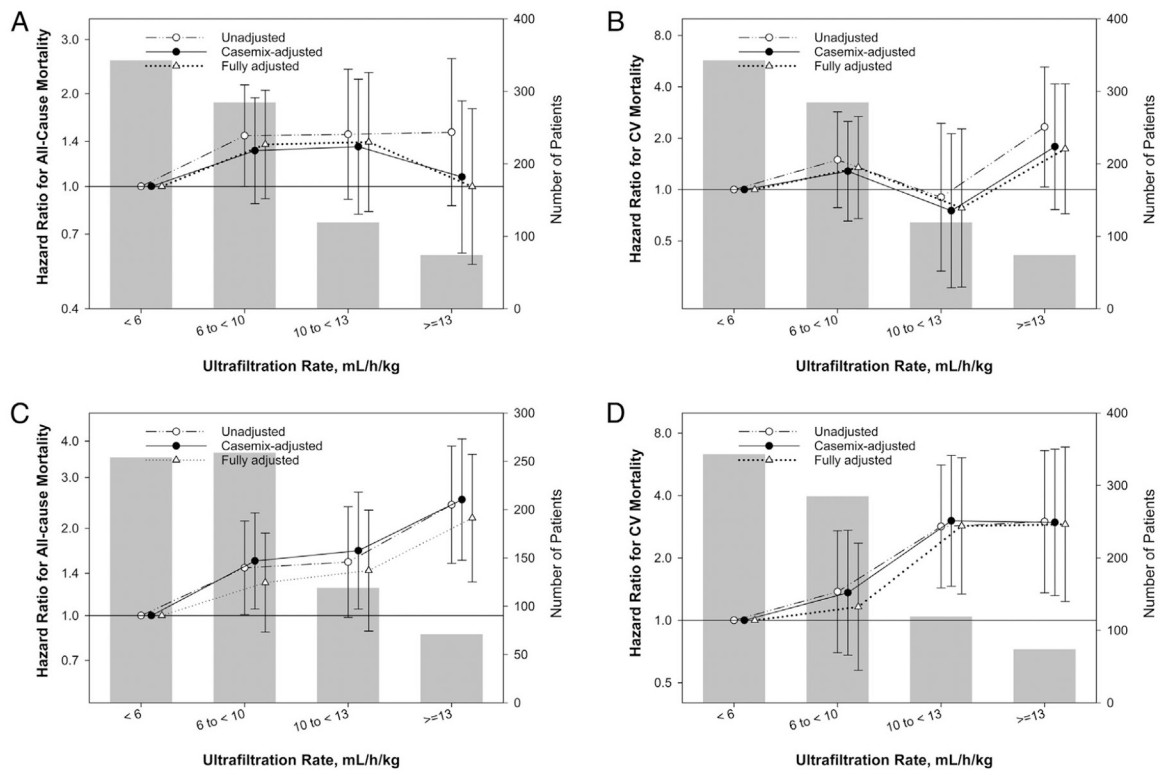 A
Hazard Ratio for All-Cause Mortality
3.0
2.0
1.4
1.0
0.7
0.4
Unadjusted
Casemix-adjusted
Fully adjusted
400
300
200
100
0
Number of Patients
< 6
6 to < 10
10 to < 13
>=13
Ultrafiltration Rate, mL/h/kg
B
Hazard Ratio for CV Mortality
8.0
4.0
2.0
1.0
0.5
Unadjusted
Casemix-adjusted
Fully adjusted
400
300
200
100
0
Number of Patients
< 6
6 to < 10
10 to < 13
>=13
Ultrafiltration Rate, mL/h/kg
C
Hazard Ratio for All-cause Mortality
4.0
3.0
2.0
1.4
1.0
0.7
Unadjusted
Casemix-adjusted
Fully adjusted
300
250
200
150
100
50
0
Number of Patients
< 6
6 to < 10
10 to < 13
>=13
Ultrafiltration Rate, mL/h/kg
D
Hazard Ratio for CV Mortality
8.0
4.0
2.0
1.0
0.5
Unadjusted
Casemix-adjusted
Fully adjusted
400
300
200
100
0
Number of Patients
< 6
6 to < 10
10 to < 13
>=13
Ultrafiltration Rate, mL/h/kg